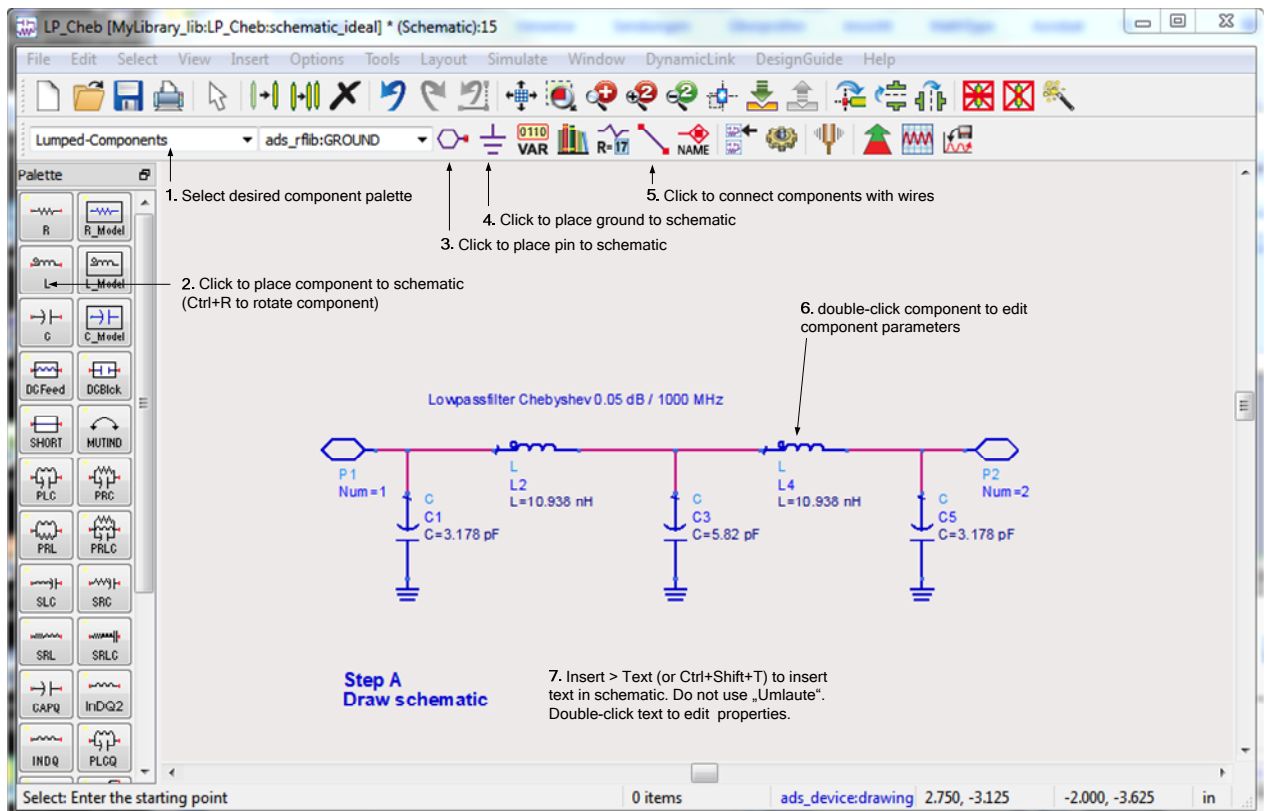 LP_Cheb [MyLibrary_lib:LP_Cheb:schematic_ideal] * (Schematic):15
File Edit Select View Insert Options Tools Layout Simulate Window DynamicLink DesignGuide Help
Lumped-Components
ads_rflib:GROUND
0110
VAR
R=17
NAME
Palette
1. Select desired component palette
5. Click to connect components with wires
4. Click to place ground to schematic
3. Click to place pin to schematic
R
R_Model
L
L_Model
2. Click to place component to schematic
(Ctrl+R to rotate component)
C
C_Model
6. double-click component to edit
component parameters
DCFeed
DCBlck
SHORT
MUTIND
PLC
PRC
PRL
PRLC
SLC
SRC
SRL
SRLC
CAPQ
InDQ2
INDQ
PLCQ
Lowpassfilter Chebyshev 0.05 dB / 1000 MHz
P1
Num=1
C
C1
C=3.178 pF
L
L2
L=10.938 nH
C
C3
C=5.82 pF
L
L4
L=10.938 nH
C
C5
C=3.178 pF
P2
Num=2
Step A
Draw schematic
7. Insert > Text (or Ctrl+Shift+T) to insert
text in schematic. Do not use „Umlaute“.
Double-click text to edit properties.
Select: Enter the starting point
0 items
ads_device:drawing
2.750, -3.125
-2.000, -3.625
in